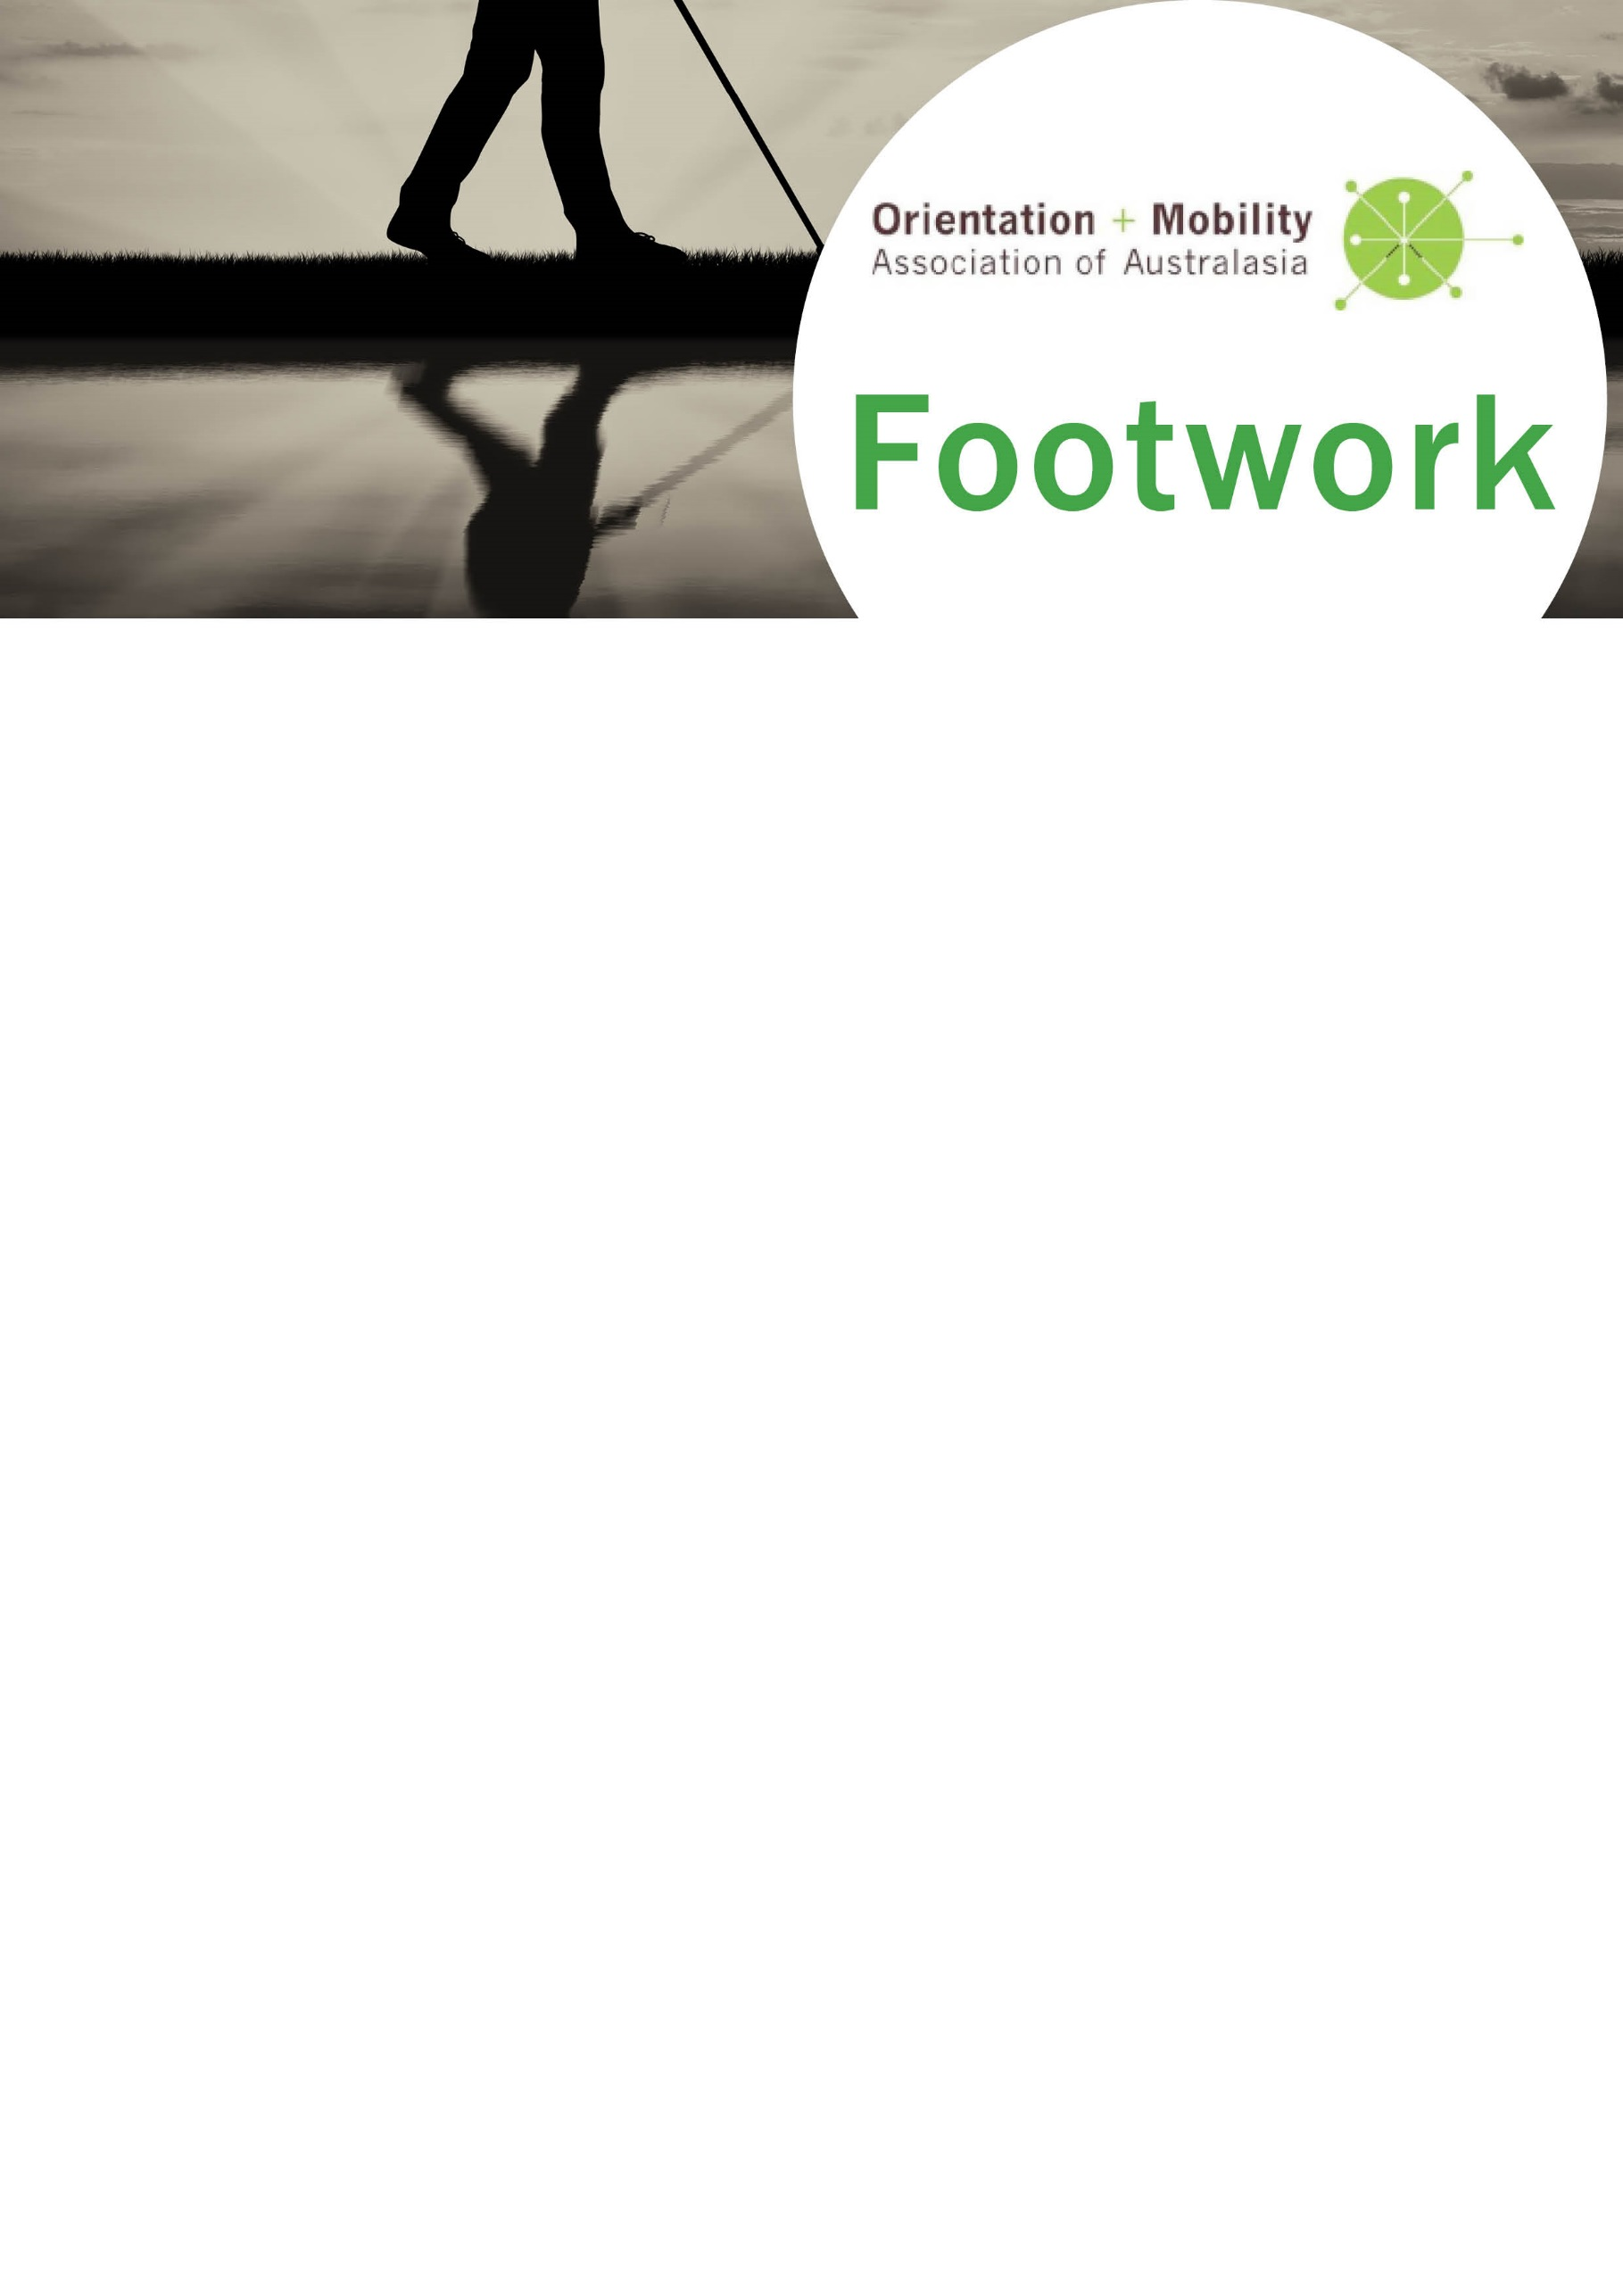 Orientation + Mobility
Association of Australasia
Footwork